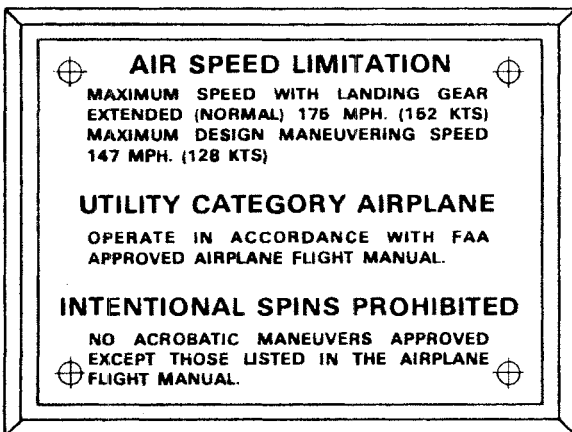 AIR SPEED LIMITATION
MAXIMUM SPEED WITH LANDING GEAR
EXTENDED (NORMAL) 175 MPH. (152 KTS)
MAXIMUM DESIGN MANEUVERING SPEED
147 MPH. (128 KTS)
UTILITY CATEGORY AIRPLANE
OPERATE IN ACCORDANCE WITH FAA
APPROVED AIRPLANE FLIGHT MANUAL.
INTENTIONAL SPINS PROHIBITED
NO ACROBATIC MANEUVERS APPROVED
EXCEPT THOSE LISTED IN THE AIRPLANE
FLIGHT MANUAL.